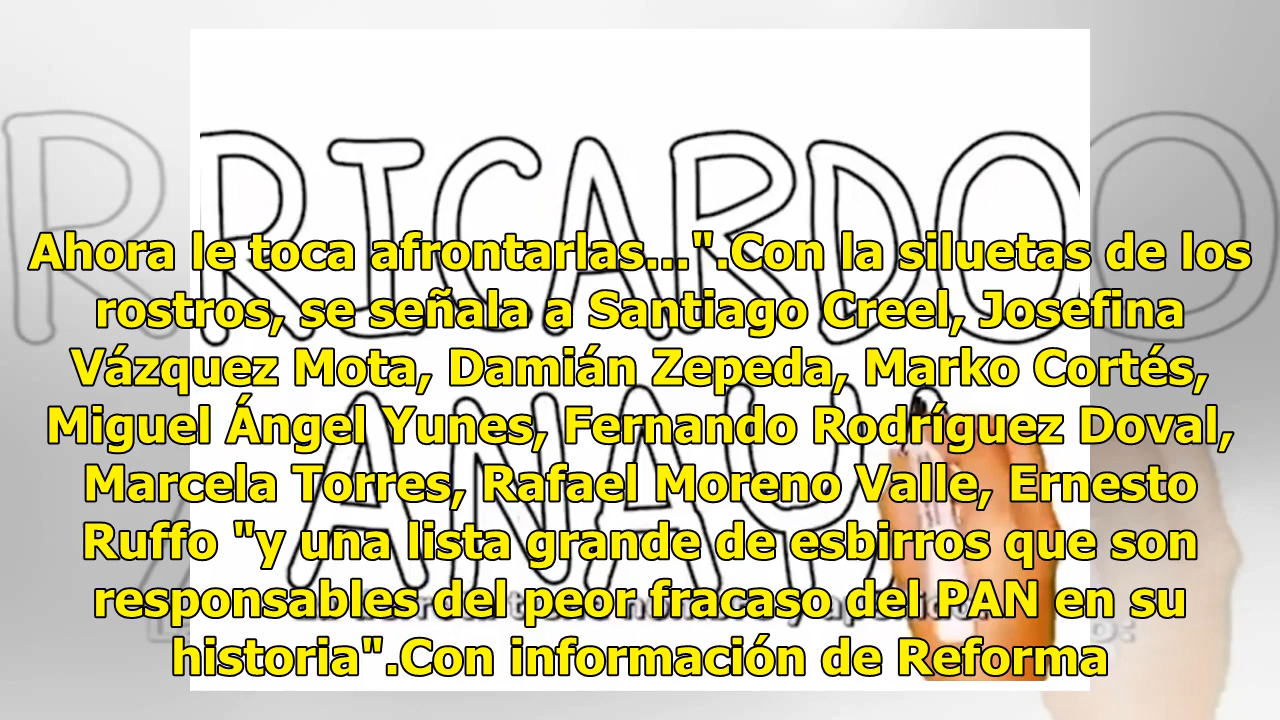 RICARDO
Ahora le toca afrontarlas...".Con la siluetas de los
rostros, se señala a Santiago Creel, Josefina
Vázquez Mota, Damián Zepeda, Marko Cortés,
Miguel Ángel Yunes, Fernando Rodríguez Doval,
ANAY
Marcela Torres, Rafael Moreno Valle, Ernesto
Ruffo "y una lista grande de esbirros que son
responsables del peor fracaso del PAN en su
historia".Con información de Reforma